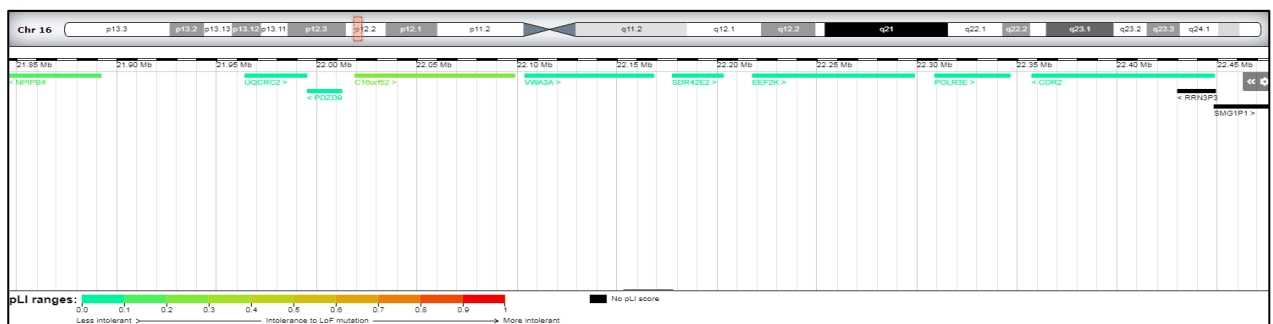 Chr 16 p13.3 p13.2 p13.13 p13.12 p13.11 p12.3 p12.2 p12.1 p11.2 q11.2 q12.1 q12.2 q21 q22.1 q22.2 q23.1 q23.2 q23.3 q24.1
21.85 Mb 21.90 Mb 21.95 Mb 22.00 Mb 22.05 Mb 22.10 Mb 22.15 Mb 22.20 Mb 22.25 Mb 22.30 Mb 22.35 Mb 22.40 Mb 22.45 Mb
< NPIPB4 UQCRC2 > C16orf52 > VWA3A > SDR42E2 > EEF2K > POLR3E > < CDR2 «
< PDZD9 < RRN3P3
SMG1P1 >
pLI ranges: No pLI score
0.0 0.1 0.2 0.3 0.4 0.5 0.6 0.7 0.8 0.9 1
Less intolerant Intolerance to LoF mutation More intolerant